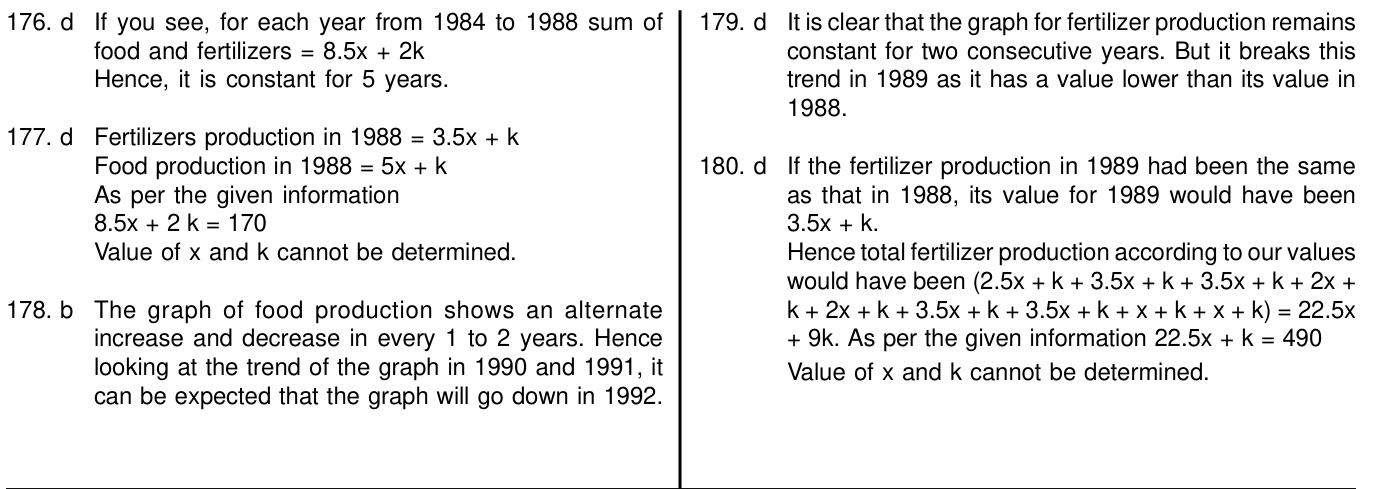 176. d If you see, for each year from 1984 to 1988 sum of
food and fertilizers = 8.5x + 2k
Hence, it is constant for 5 years.
177. d Fertilizers production in 1988 = 3.5x + k
Food production in 1988 = 5x + k
As per the given information
8.5x + 2 k = 170
Value of x and k cannot be determined.
178. b The graph of food production shows an alternate
increase and decrease in every 1 to 2 years. Hence
looking at the trend of the graph in 1990 and 1991, it
can be expected that the graph will go down in 1992.
179. d It is clear that the graph for fertilizer production remains
constant for two consecutive years. But it breaks this
trend in 1989 as it has a value lower than its value in
1988.
180. d If the fertilizer production in 1989 had been the same
as that in 1988, its value for 1989 would have been
3.5x + k.
Hence total fertilizer production according to our values
would have been (2.5x + k + 3.5x + k + 3.5x + k + 2x +
k + 2x + k + 3.5x + k + 3.5x + k + x + k + x + k) = 22.5x
+ 9k. As per the given information 22.5x + k = 490
Value of x and k cannot be determined.